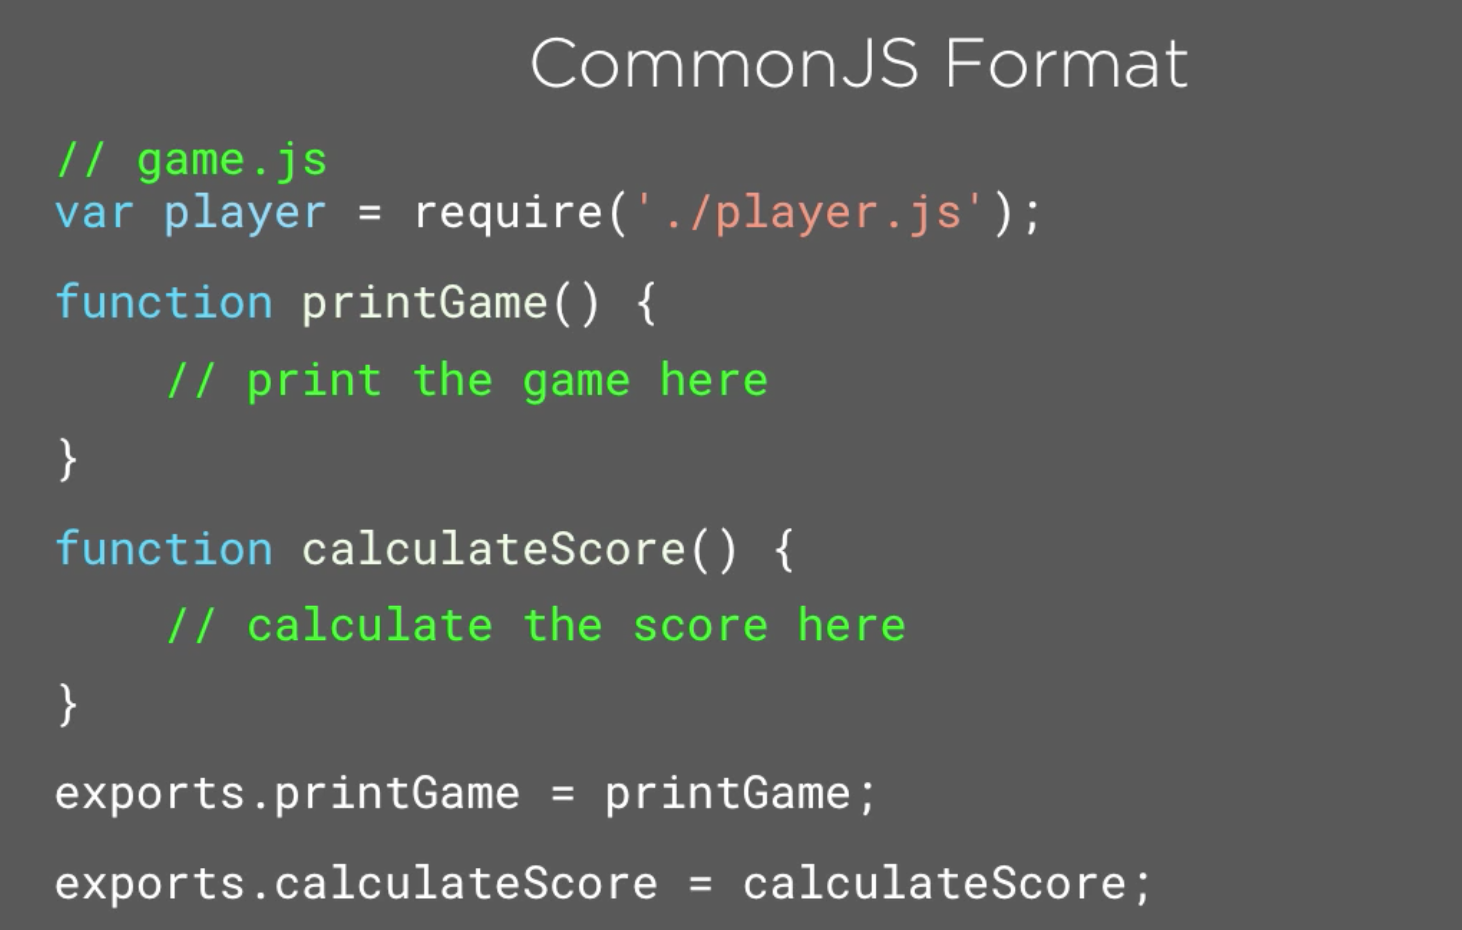 CommonJS Format
// game.js
var player = require('./player.js');
function printGame() {
// print the game here
}
function calculateScore() {
// calculate the score here
}
exports.printGame = printGame;
exports.calculateScore = calculateScore;